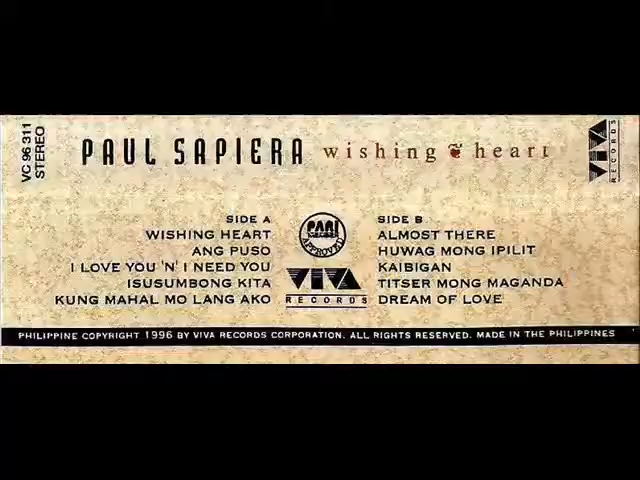 VC 96 311
STEREO
PAUL SAPIERA wishing heart
VIVA
RECORDS
SIDE A
WISHING HEART
ANG PUSO
I LOVE YOU 'N' I NEED YOU
ISUSUMBONG KITA
KUNG MAHAL MO LANG AKO
PARI
APPROVED
VIVA
RECORDS
SIDE B
ALMOST THERE
HUWAG MONG IPILIT
KAIBIGAN
TITSER MONG MAGANDA
DREAM OF LOVE
PHILIPPINE COPYRIGHT 1996 BY VIVA RECORDS CORPORATION. ALL RIGHTS RESERVED. MADE IN THE PHILIPPINES